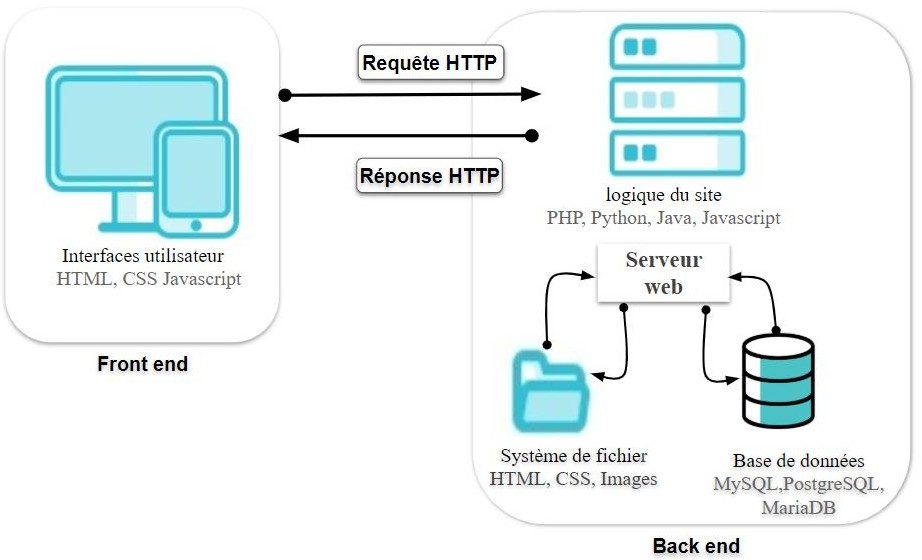 Requête HTTP
Réponse HTTP
Interfaces utilisateur
HTML, CSS Javascript
Front end
logique du site
PHP, Python, Java, Javascript
Serveur
web
Système de fichier
HTML, CSS, Images
Base de données
MySQL,PostgreSQL,
MariaDB
Back end